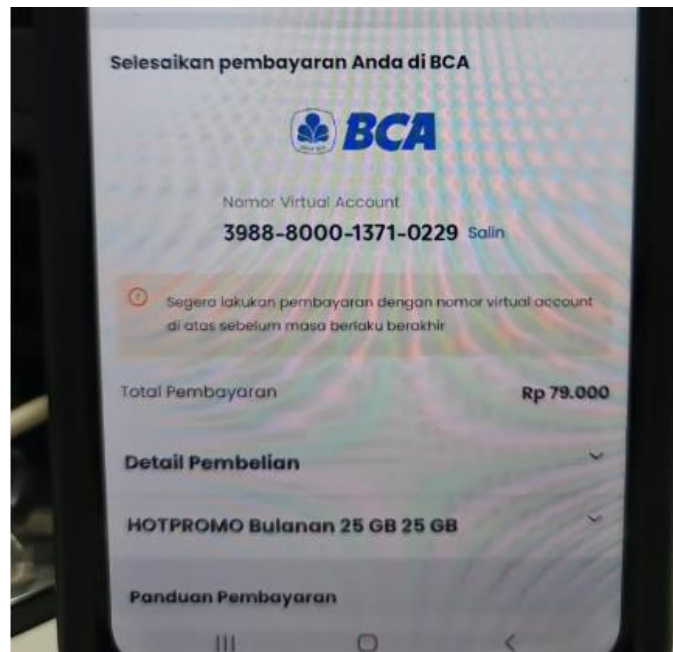 Selesaikan pembayaran Anda di BCA
BCA
Nomor Virtual Account
3988-8000-1371-0229 Salin
Segera lakukan pembayaran dengan nomor virtual account
di atas sebelum masa berlaku berakhir
Total Pembayaran Rp 79.000
Detail Pembelian
HOTPROMO Bulanan 25 GB 25 GB
Panduan Pembayaran